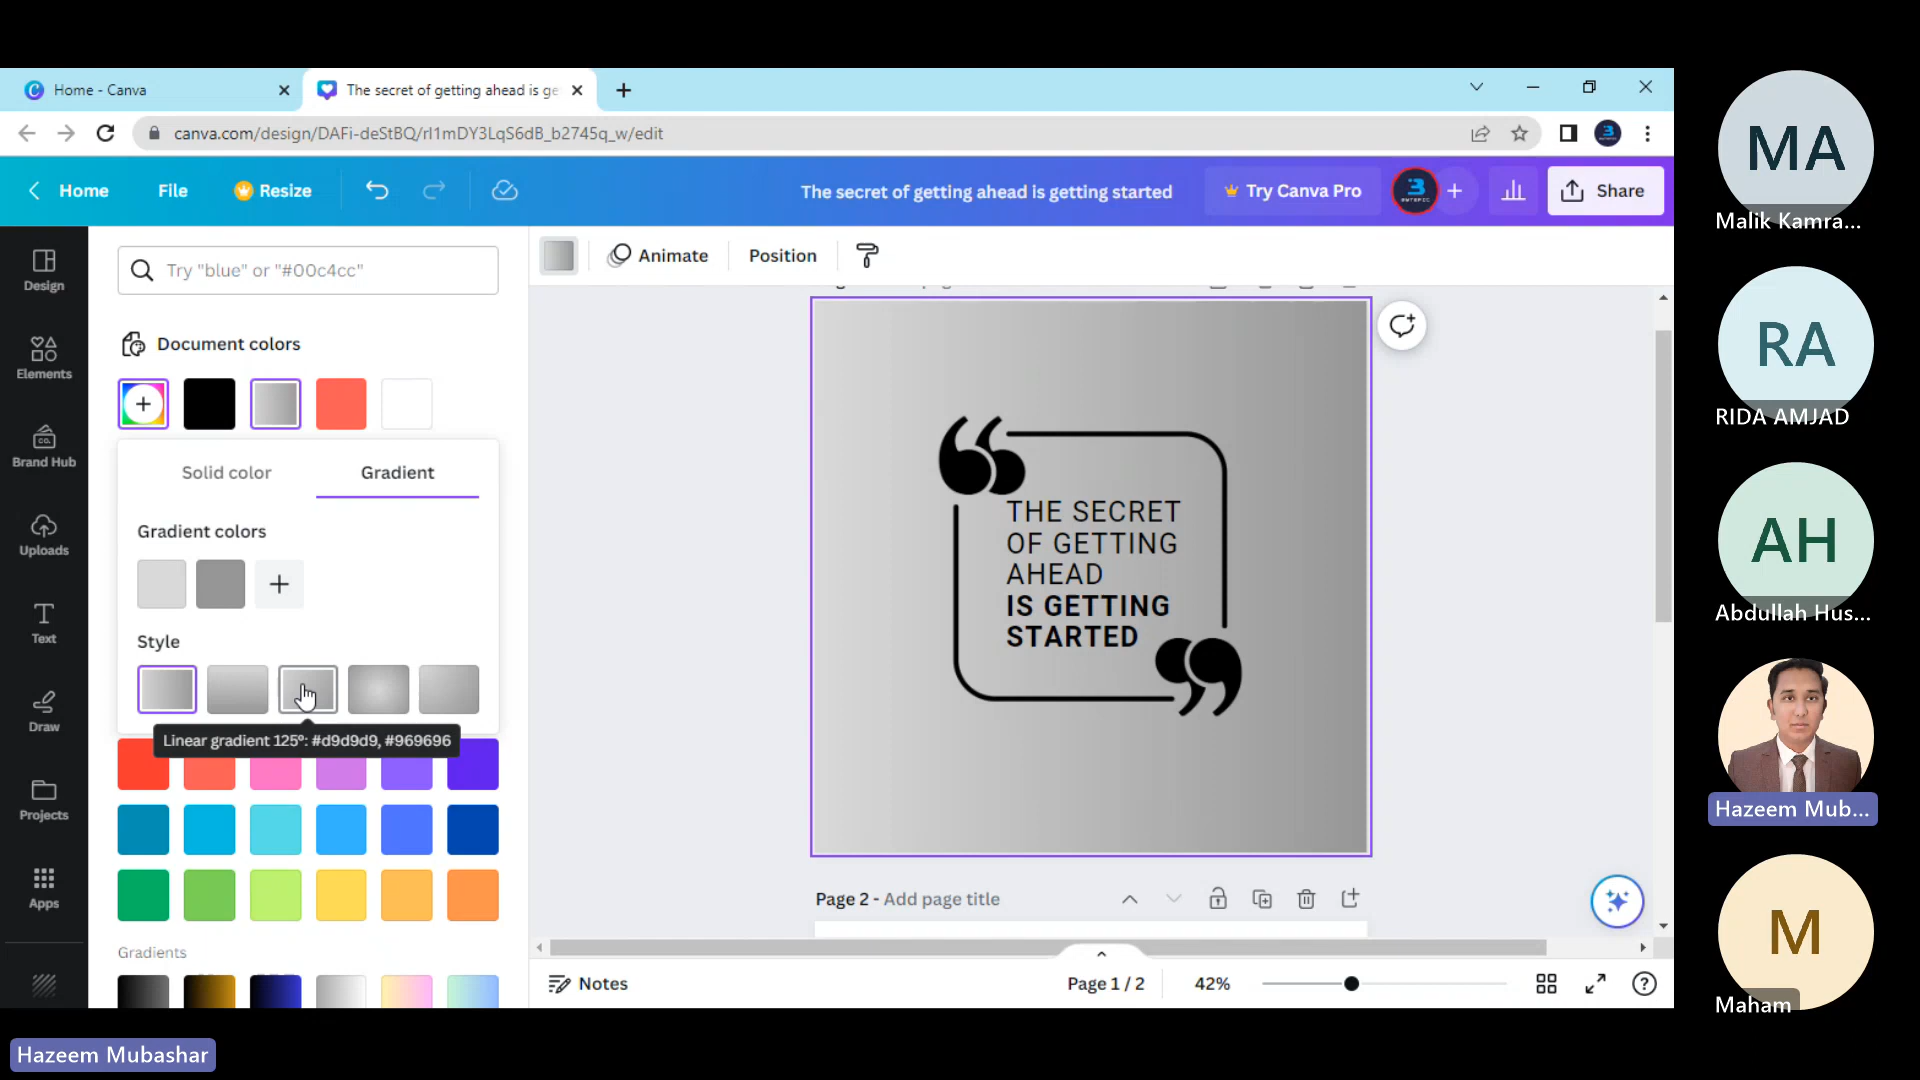 Home - Canva
The secret of getting ahead is ge
canva.com/design/DAFi-deStBQ/rl1mDY3LqS6dB_b2745q_w/edit
Home
File
Resize
The secret of getting ahead is getting started
Try Canva Pro
Share
Design
Elements
Brand Hub
Uploads
Text
Draw
Projects
Apps
Try "blue" or "#00c4cc"
Document colors
Solid color
Gradient
Gradient colors
Style
Linear gradient 125º: #d9d9d9, #969696
Gradients
Animate
Position
THE SECRET
OF GETTING
AHEAD
IS GETTING
STARTED
Page 2 - Add page title
Notes
Page 1 / 2
42%
MA
Malik Kamra...
RA
RIDA AMJAD
AH
Abdullah Hus...
Hazeem Mub...
M
Maham
Hazeem Mubashar